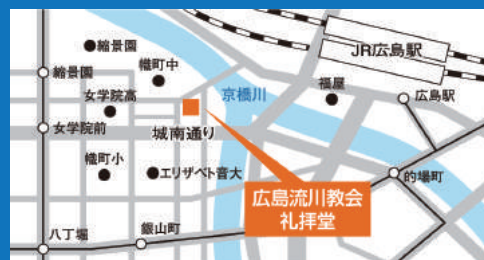 縮景園
JR広島駅
縮景園
幟町中
京橋川
福屋
広島駅
女学院高
女学院前
城南通り
幟町小
エリザベト音大
広島流川教会
礼拝堂
的場町
八丁堀
銀山町